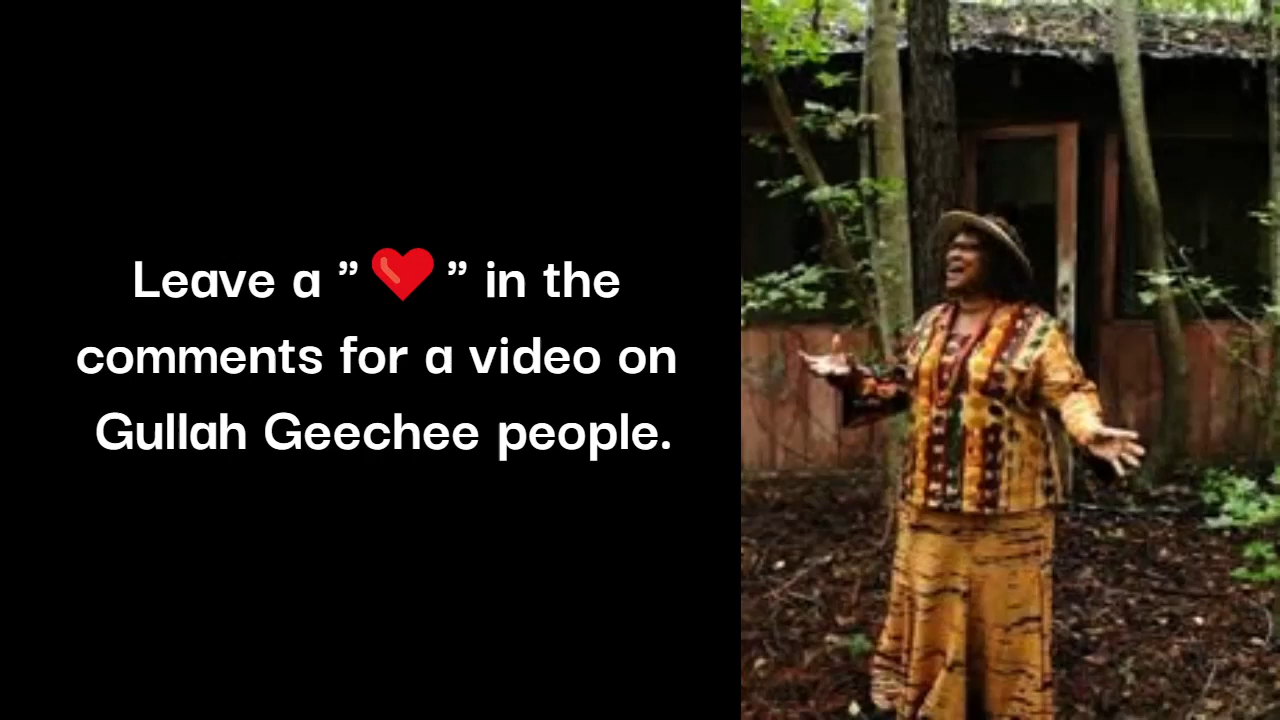 Leave a ”❤️” in the
comments for a video on
Gullah Geechee people.